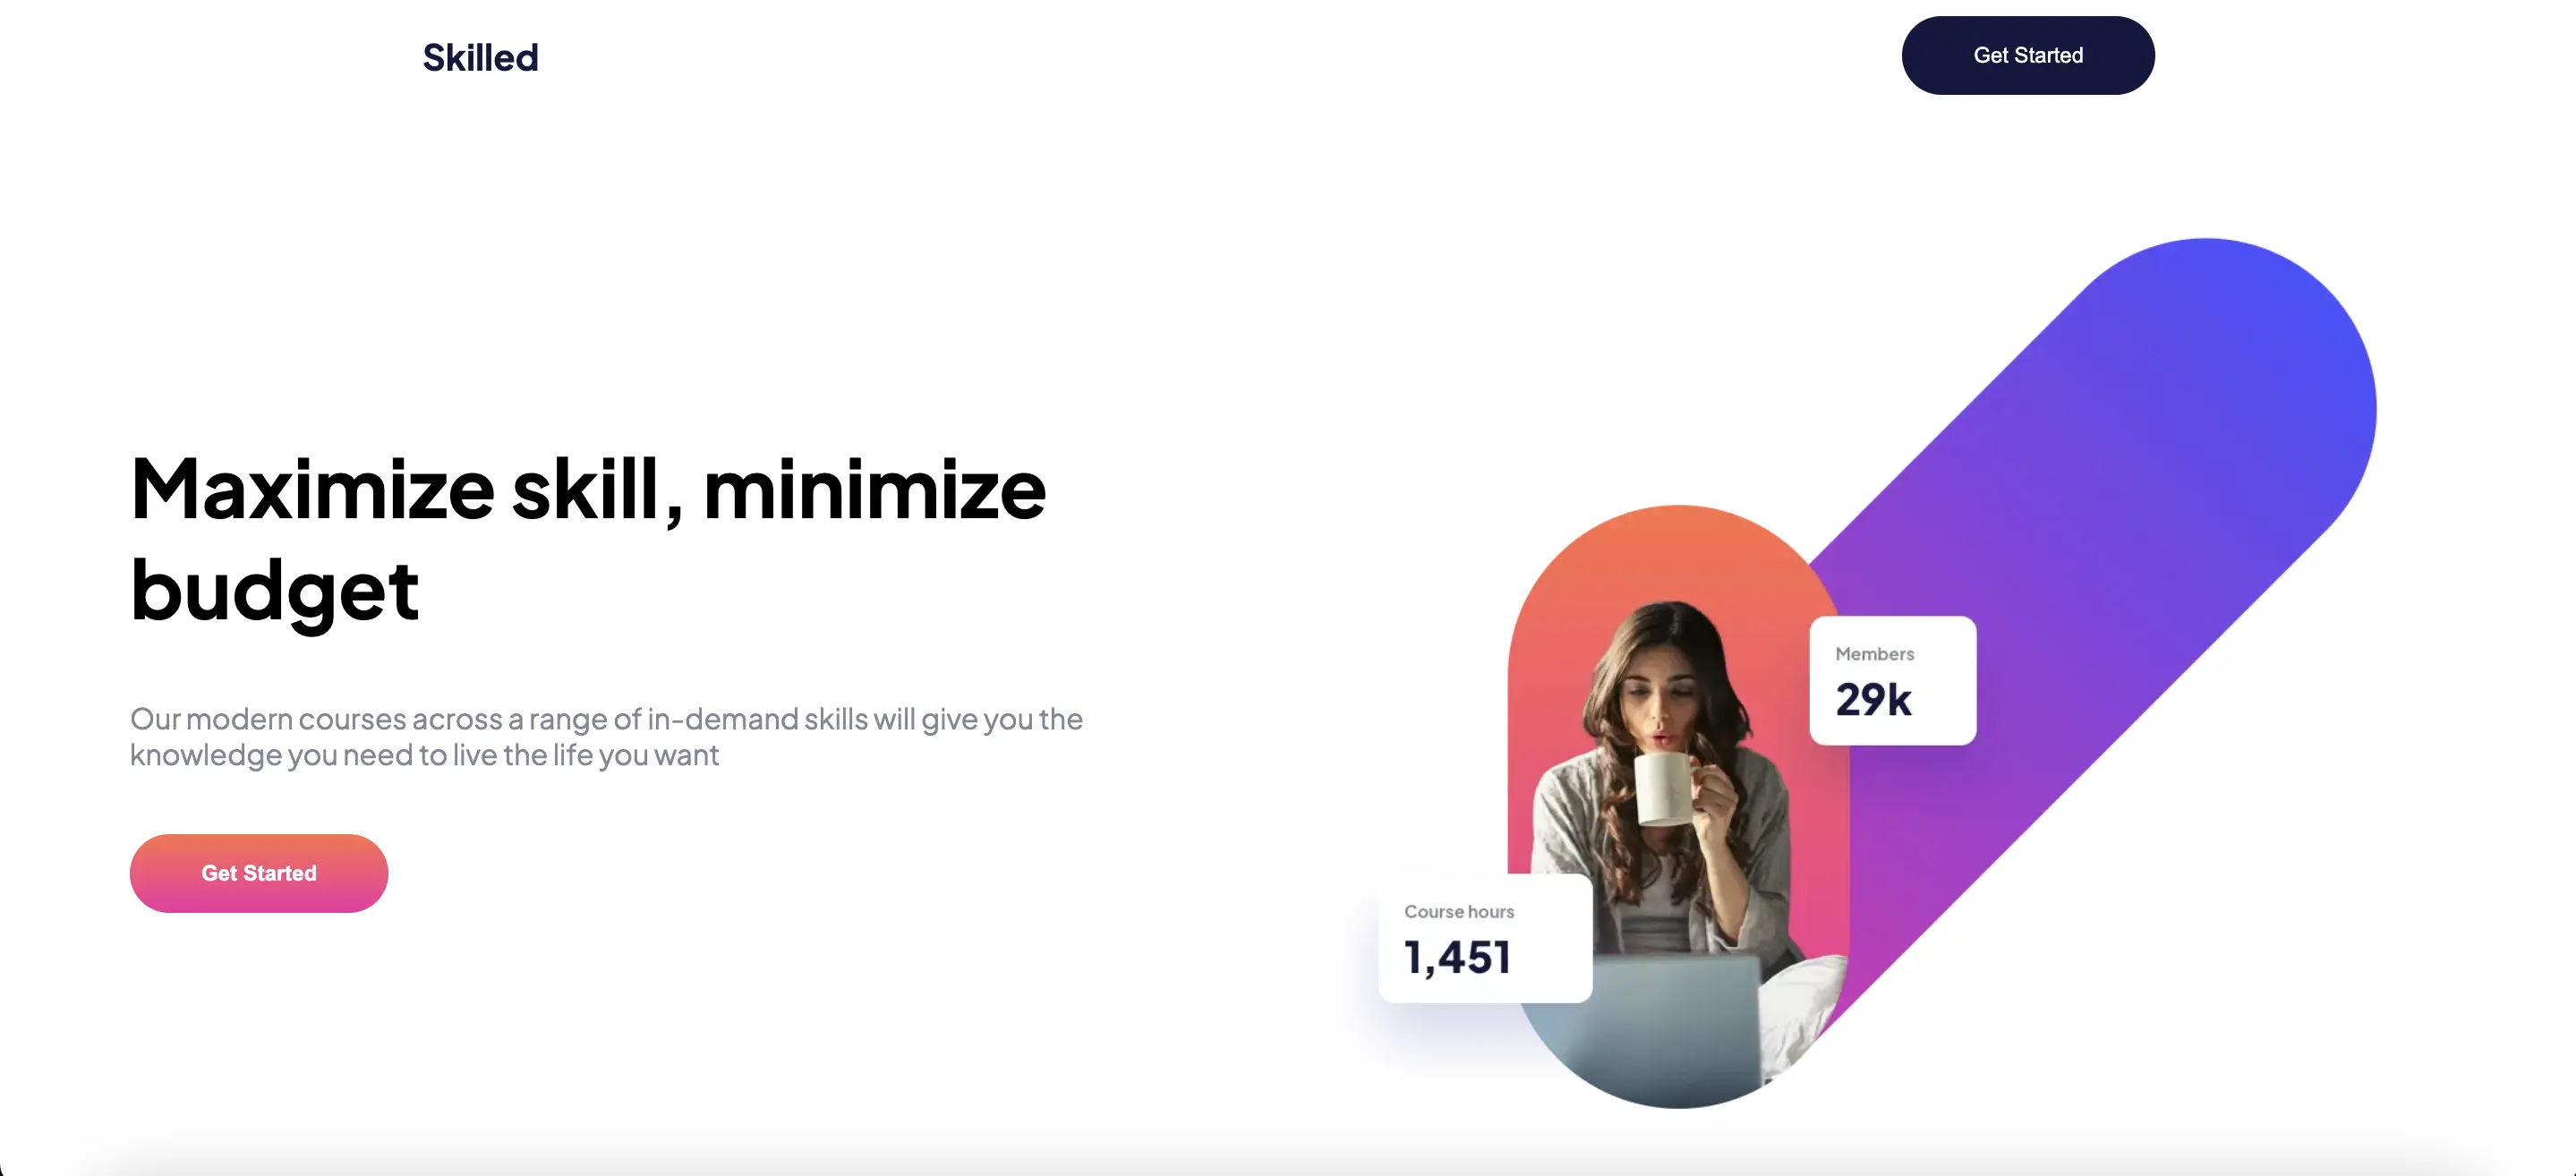 Skilled
Get Started
Maximize skill, minimize
budget
Our modern courses across a range of in-demand skills will give you the
knowledge you need to live the life you want
Get Started
Members
29k
Course hours
1,451